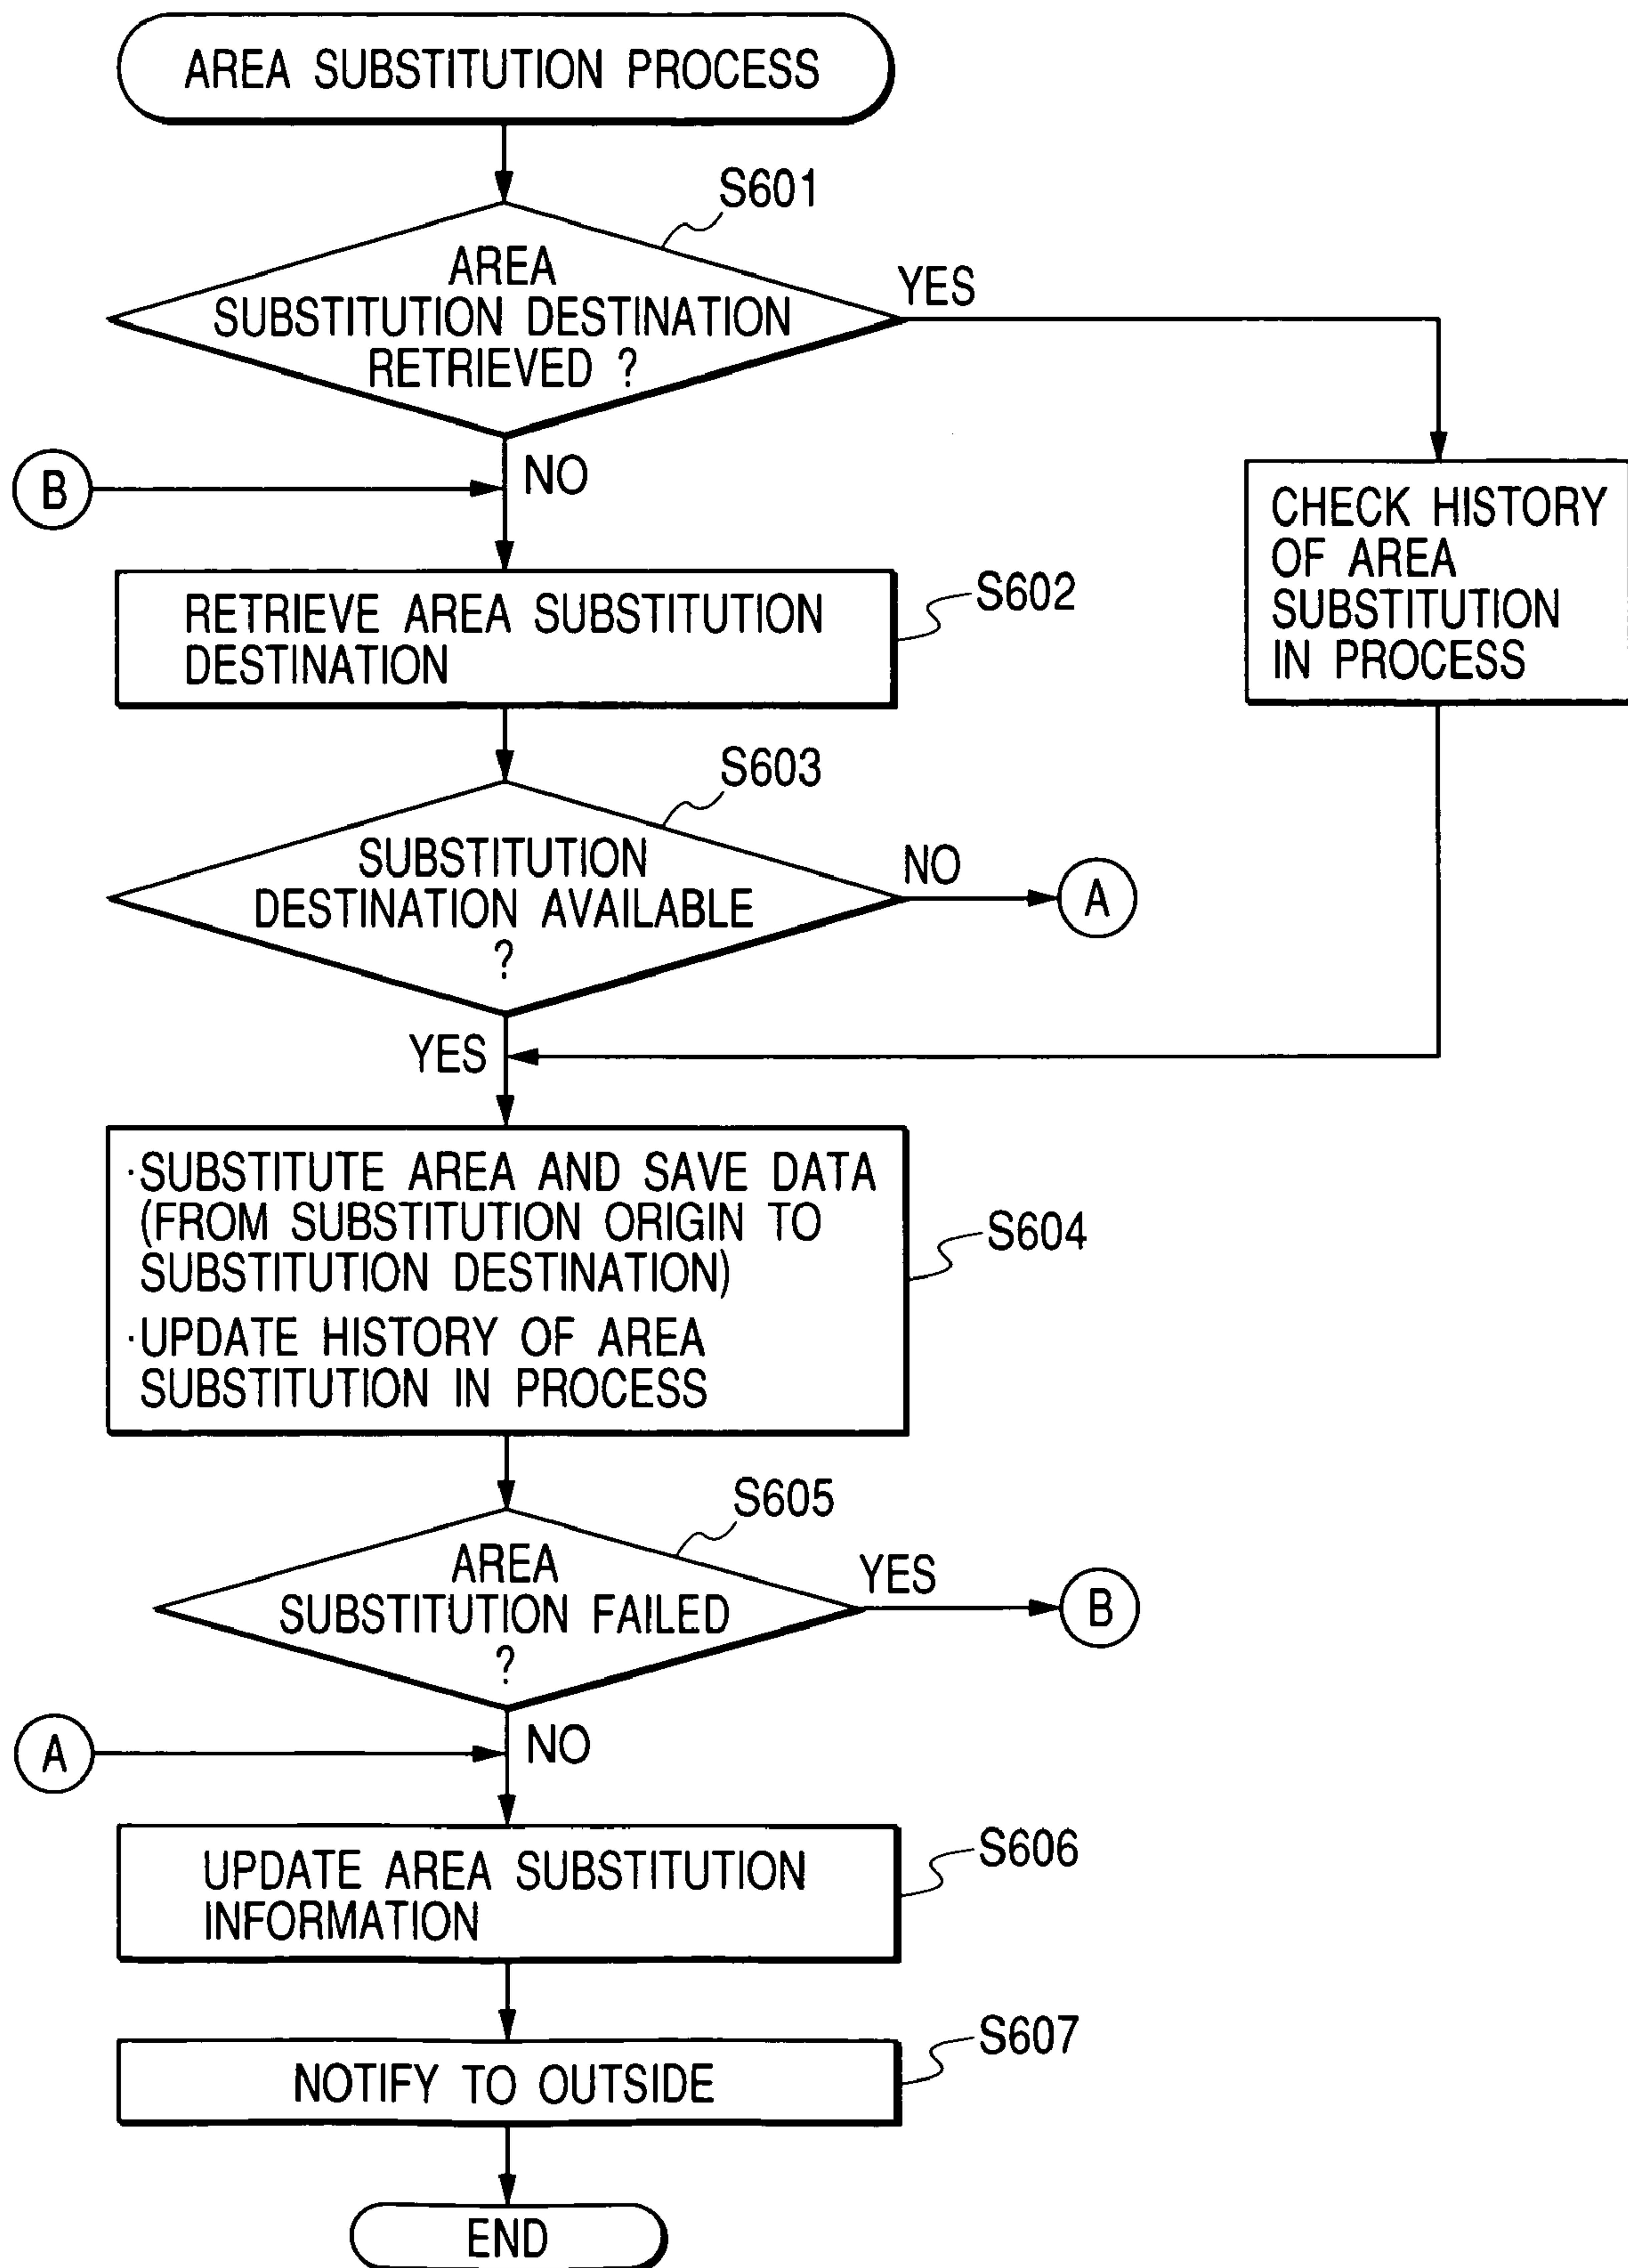 AREA SUBSTITUTION PROCESS
S601
AREA
SUBSTITUTION DESTINATION
RETRIEVED ?
YES
NO
B
CHECK HISTORY
OF AREA
SUBSTITUTION
IN PROCESS
RETRIEVE AREA SUBSTITUTION
DESTINATION
S602
S603
SUBSTITUTION
DESTINATION AVAILABLE
?
NO
A
YES
·SUBSTITUTE AREA AND SAVE DATA
(FROM SUBSTITUTION ORIGIN TO
SUBSTITUTION DESTINATION)
·UPDATE HISTORY OF AREA
SUBSTITUTION IN PROCESS
S604
S605
AREA
SUBSTITUTION FAILED
?
YES
B
A
NO
UPDATE AREA SUBSTITUTION
INFORMATION
S606
NOTIFY TO OUTSIDE
S607
END